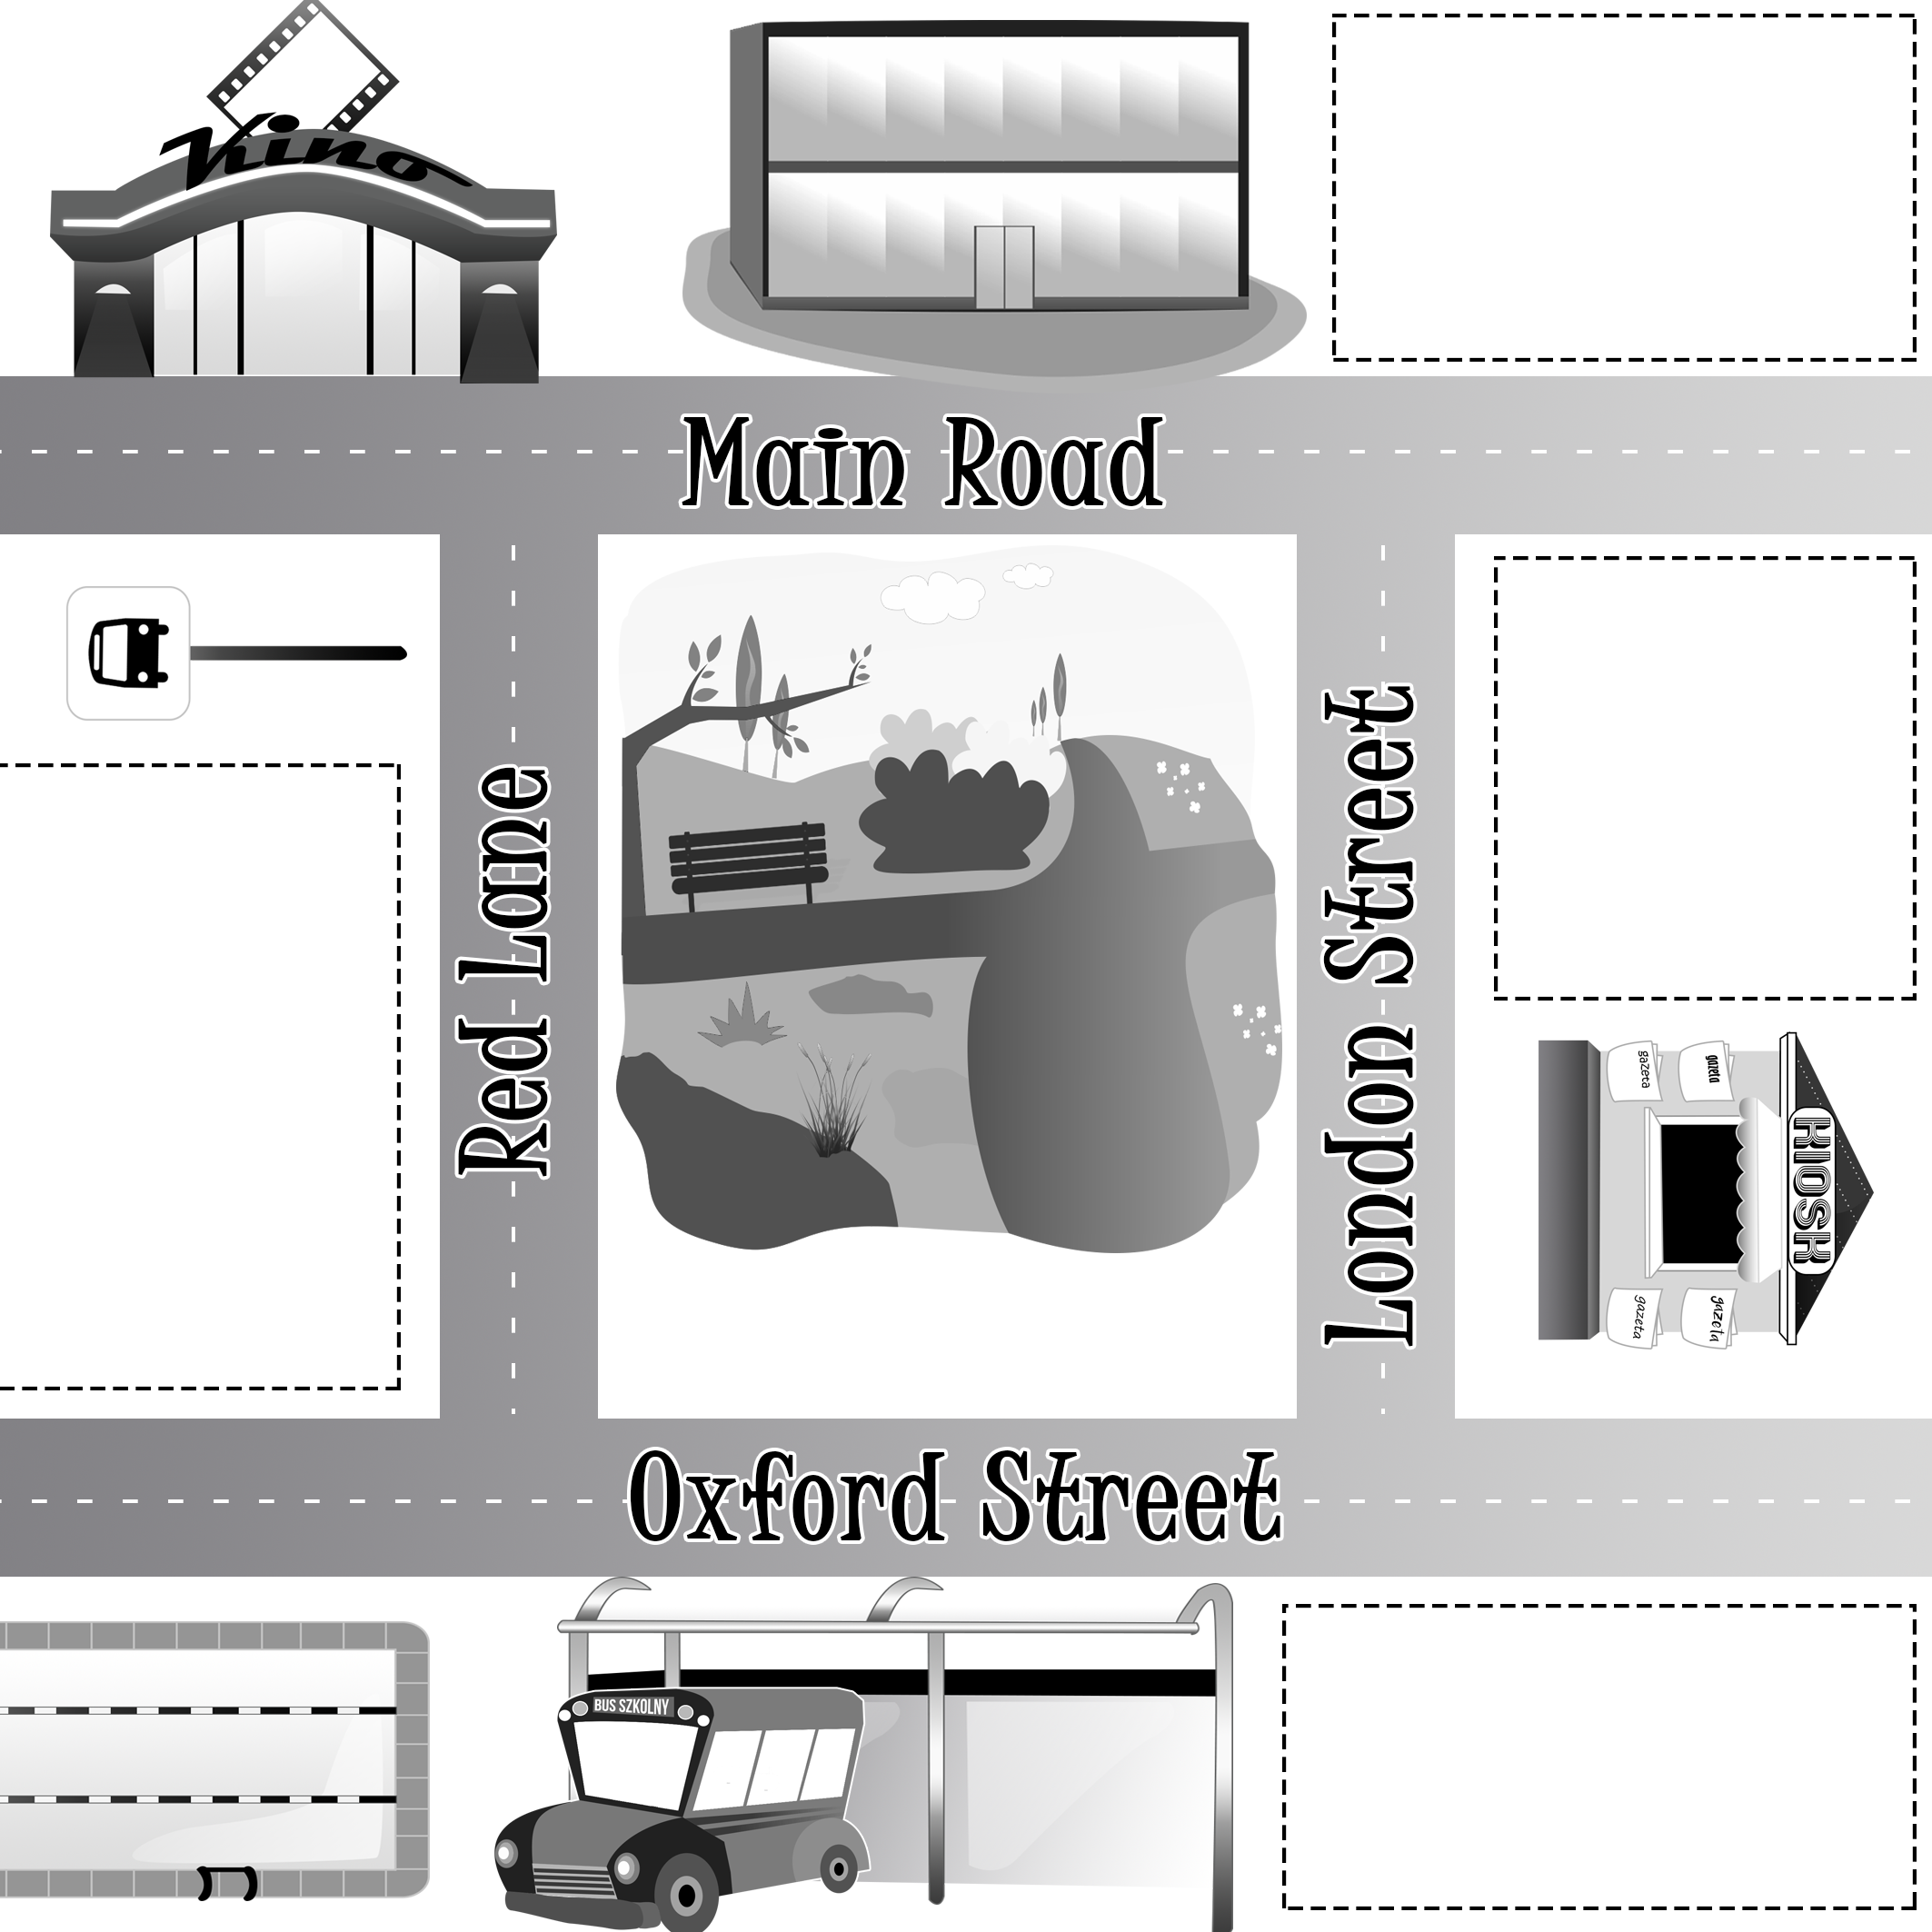 Kino
Main Road
Red Lane
London Street
gazeta
gazeta
KIOSK
gazeta
gazeta
Oxford Street
BUS SZKOLNY